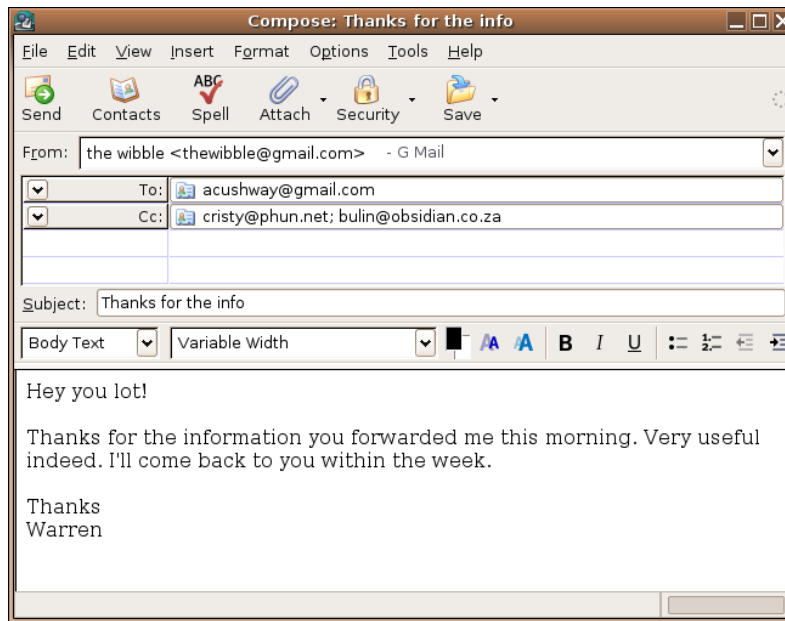 Compose: Thanks for the info
File Edit View Insert Format Options Tools Help
ABC
Send Contacts Spell Attach Security Save
From: the wibble <thewibble@gmail.com> - G Mail
To: acushway@gmail.com
Cc: cristy@phun.net; bulin@obsidian.co.za
Subject: Thanks for the info
Body Text Variable Width A A A B I U 1 2
Hey you lot!
Thanks for the information you forwarded me this morning. Very useful
indeed. I'll come back to you within the week.
Thanks
Warren